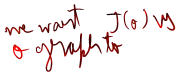 we want J(θ) vs
θ graph to